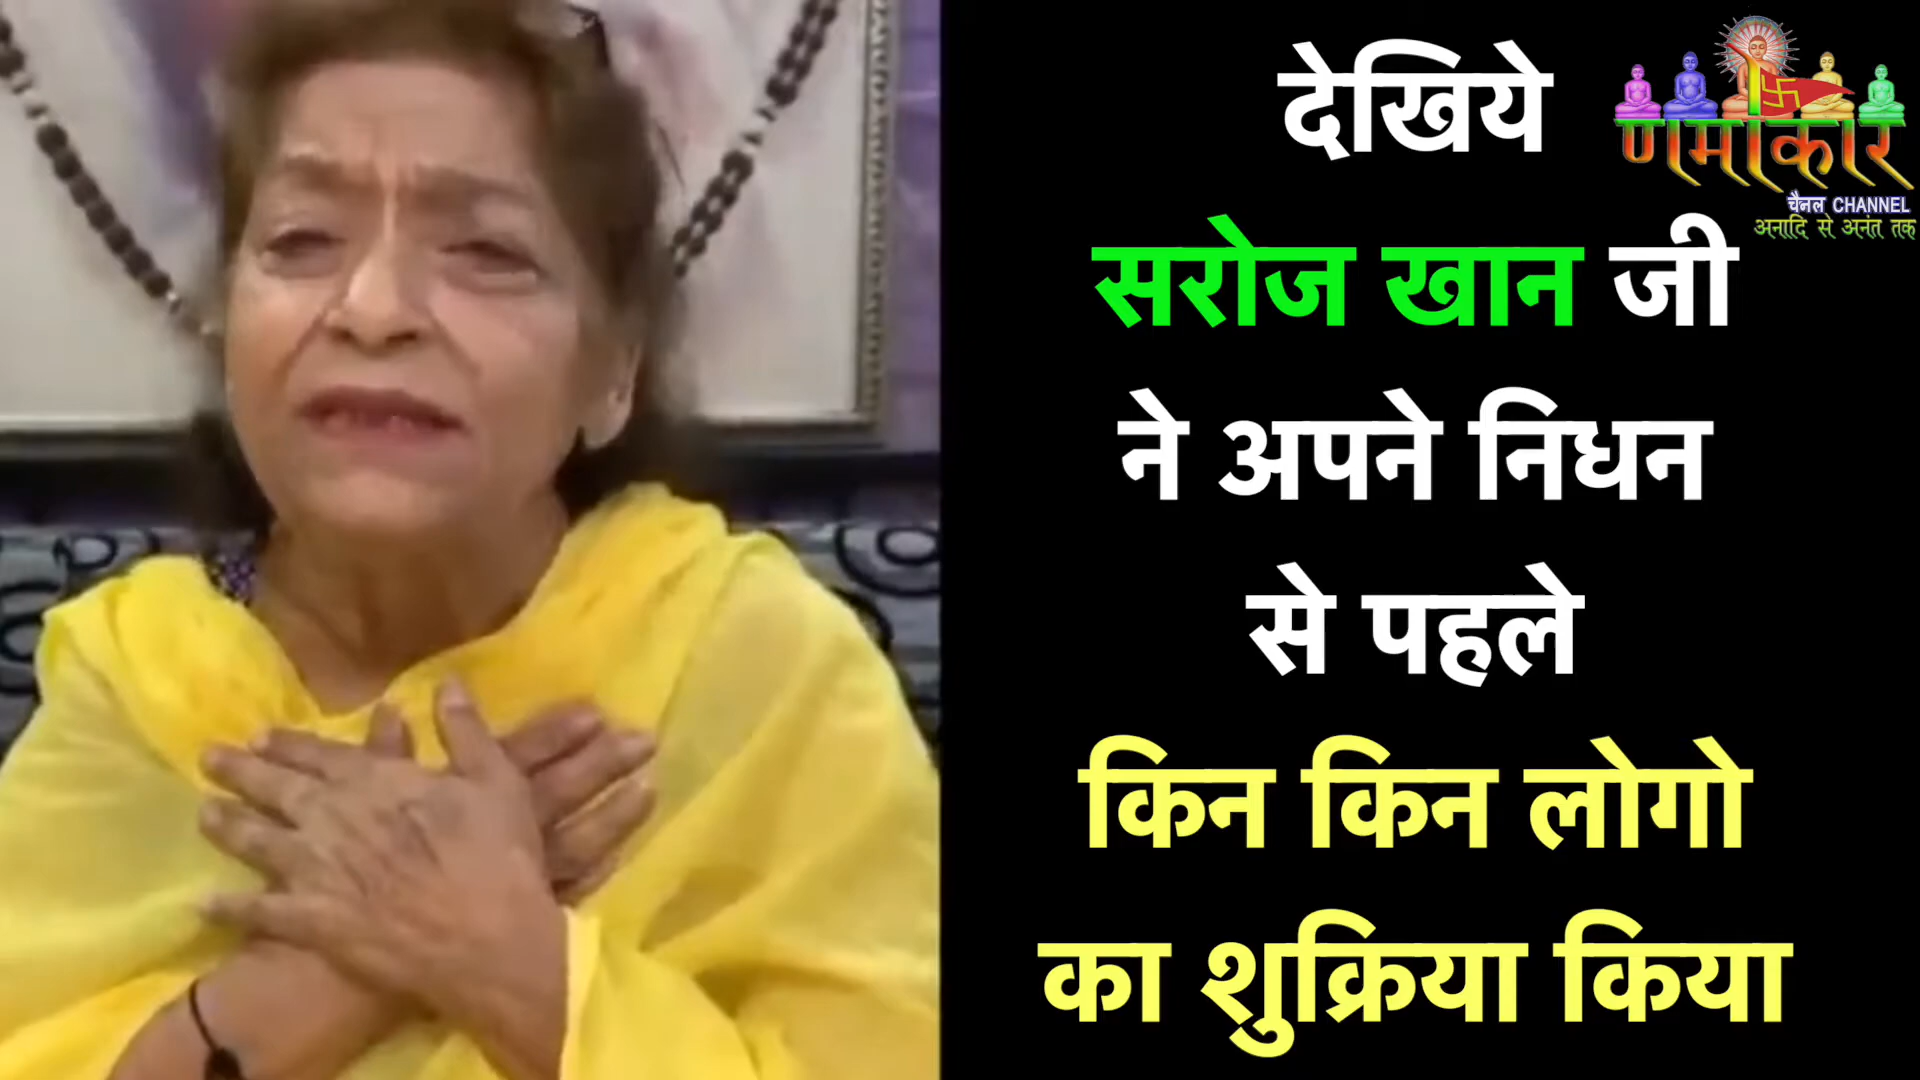 देखिये
सरोज खान जी
ने अपने निधन
से पहले
किन किन लोगो
का शुक्रिया किया
णमोकार
चैनल CHANNEL
अनादि से अनंत तक